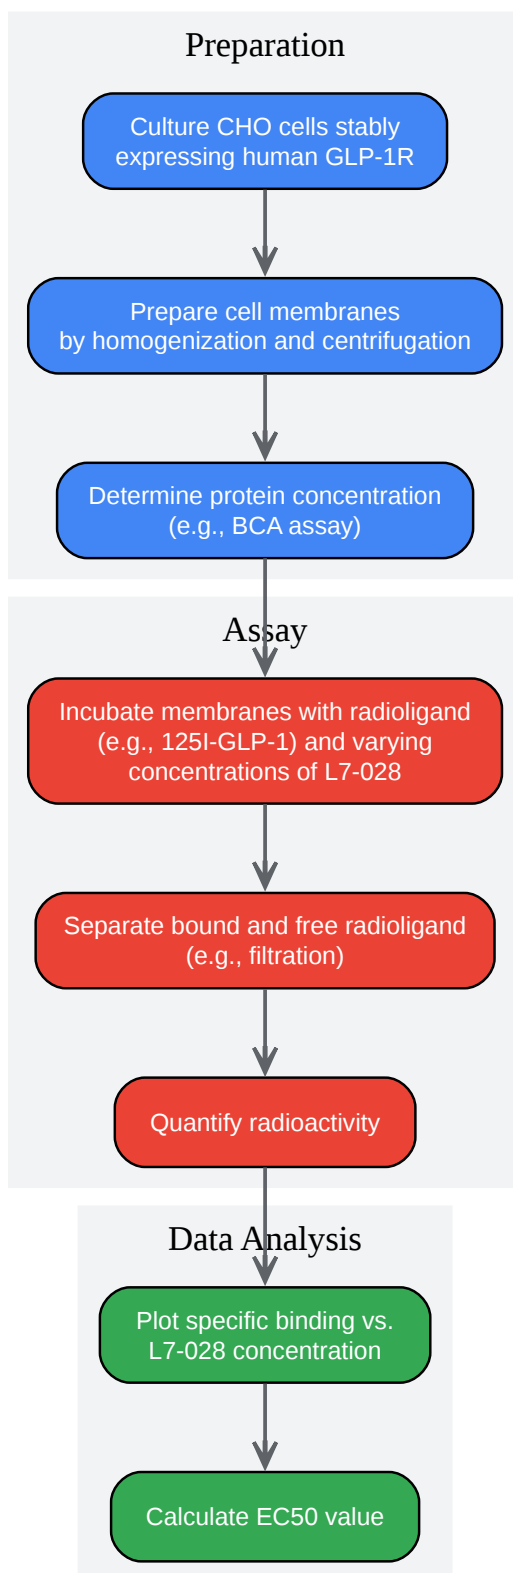 Preparation
Culture CHO cells stably
expressing human GLP-1R
Prepare cell membranes
by homogenization and centrifugation
Determine protein concentration
(e.g., BCA assay)
Assay
Incubate membranes with radioligand
(e.g., 125I-GLP-1) and varying
concentrations of L7-028
Separate bound and free radioligand
(e.g., filtration)
Quantify radioactivity
Data Analysis
Plot specific binding vs.
L7-028 concentration
Calculate EC50 value